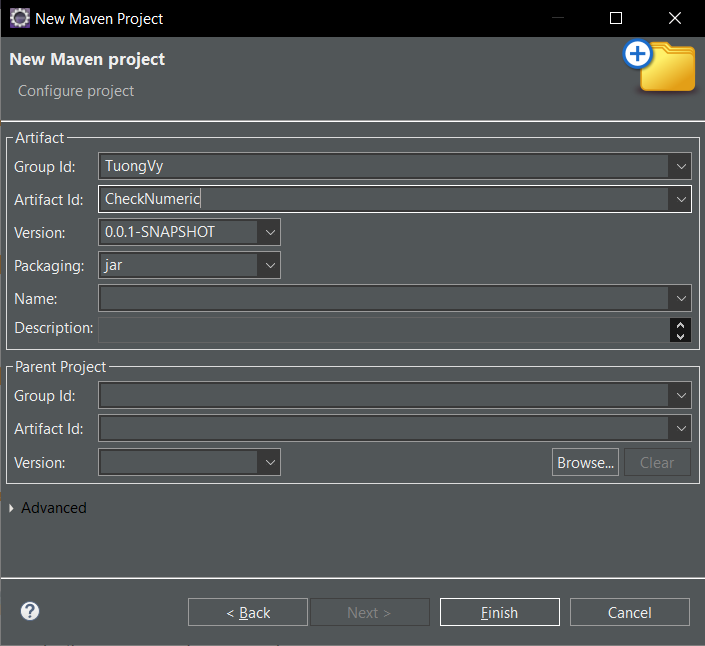 New Maven Project
New Maven project
Configure project
Artifact
Group Id: TuongVy
Artifact Id: CheckNumeric
Version: 0.0.1-SNAPSHOT
Packaging: jar
Name:
Description:
Parent Project
Group Id:
Artifact Id:
Version: Browse... Clear
Advanced
? < Back Next > Finish Cancel